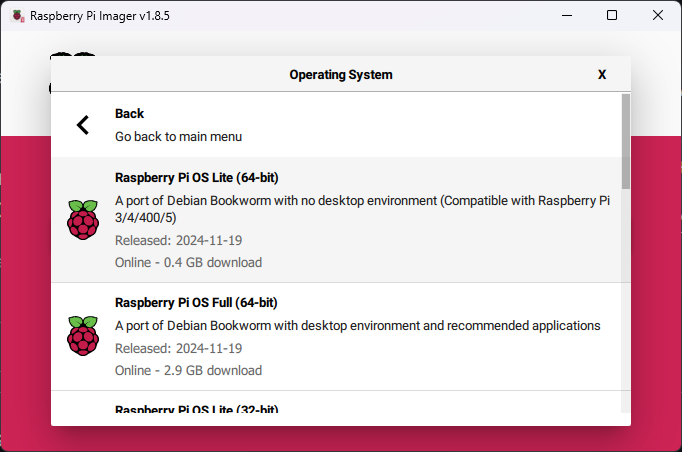 Raspberry Pi Imager v1.8.5
Operating System
X
Back
Go back to main menu
Raspberry Pi OS Lite (64-bit)
A port of Debian Bookworm with no desktop environment (Compatible with Raspberry Pi
3/4/400/5)
Released: 2024-11-19
Online - 0.4 GB download
Raspberry Pi OS Full (64-bit)
A port of Debian Bookworm with desktop environment and recommended applications
Released: 2024-11-19
Online - 2.9 GB download
Raspberry Pi OS Lite (32-bit)